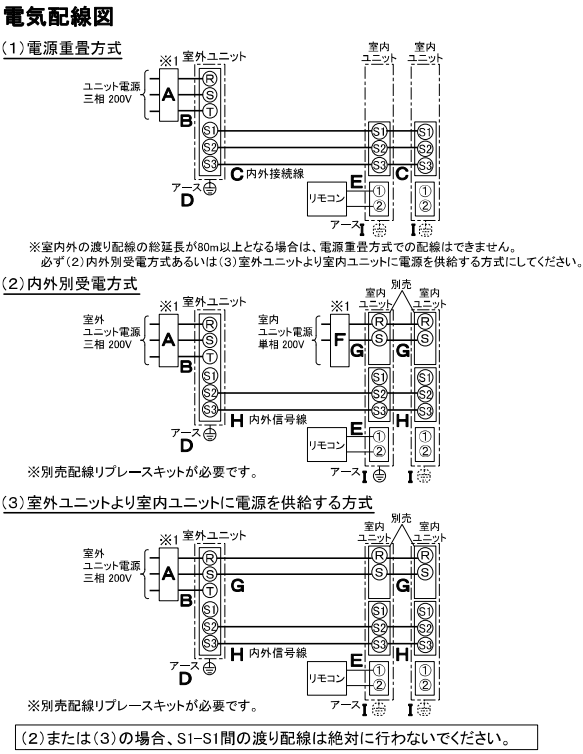 電気配線図
(1)電源重畳方式
※1 室外ユニット
室内
ユニット
室内
ユニット
ユニット電源
三相 200V
A
B
R
S
T
S1
S2
S3
S1
S2
S3
S1
S2
S3
C 内外接続線
C
アース
D
E
リモコン
①
②
①
②
アース I
I
※室内外の渡り配線の総延長が80m以上となる場合は、電源重畳方式での配線はできません。
必ず(2)内外別受電方式あるいは(3)室外ユニットより室内ユニットに電源を供給する方式にしてください。
(2)内外別受電方式
※1 室外ユニット
※1
室内
ユニット
別売
室内
ユニット
室外
ユニット電源
三相 200V
A
B
R
S
T
S1
S2
S3
室内
ユニット電源
単相 200V
F
G
G
R
S
S1
S2
S3
R
S
S1
S2
S3
H 内外信号線
H
アース
D
E
リモコン
①
②
①
②
アース I
I
※別売配線リプレースキットが必要です。
(3)室外ユニットより室内ユニットに電源を供給する方式
※1 室外ユニット
室内
ユニット
別売
室内
ユニット
室外
ユニット電源
三相 200V
A
B
R
S
T
S1
S2
S3
G
G
R
S
S1
S2
S3
R
S
S1
S2
S3
H 内外信号線
H
アース
D
E
リモコン
①
②
①
②
アース I
I
※別売配線リプレースキットが必要です。
(2)または(3)の場合、S1-S1間の渡り配線は絶対に行わないでください。